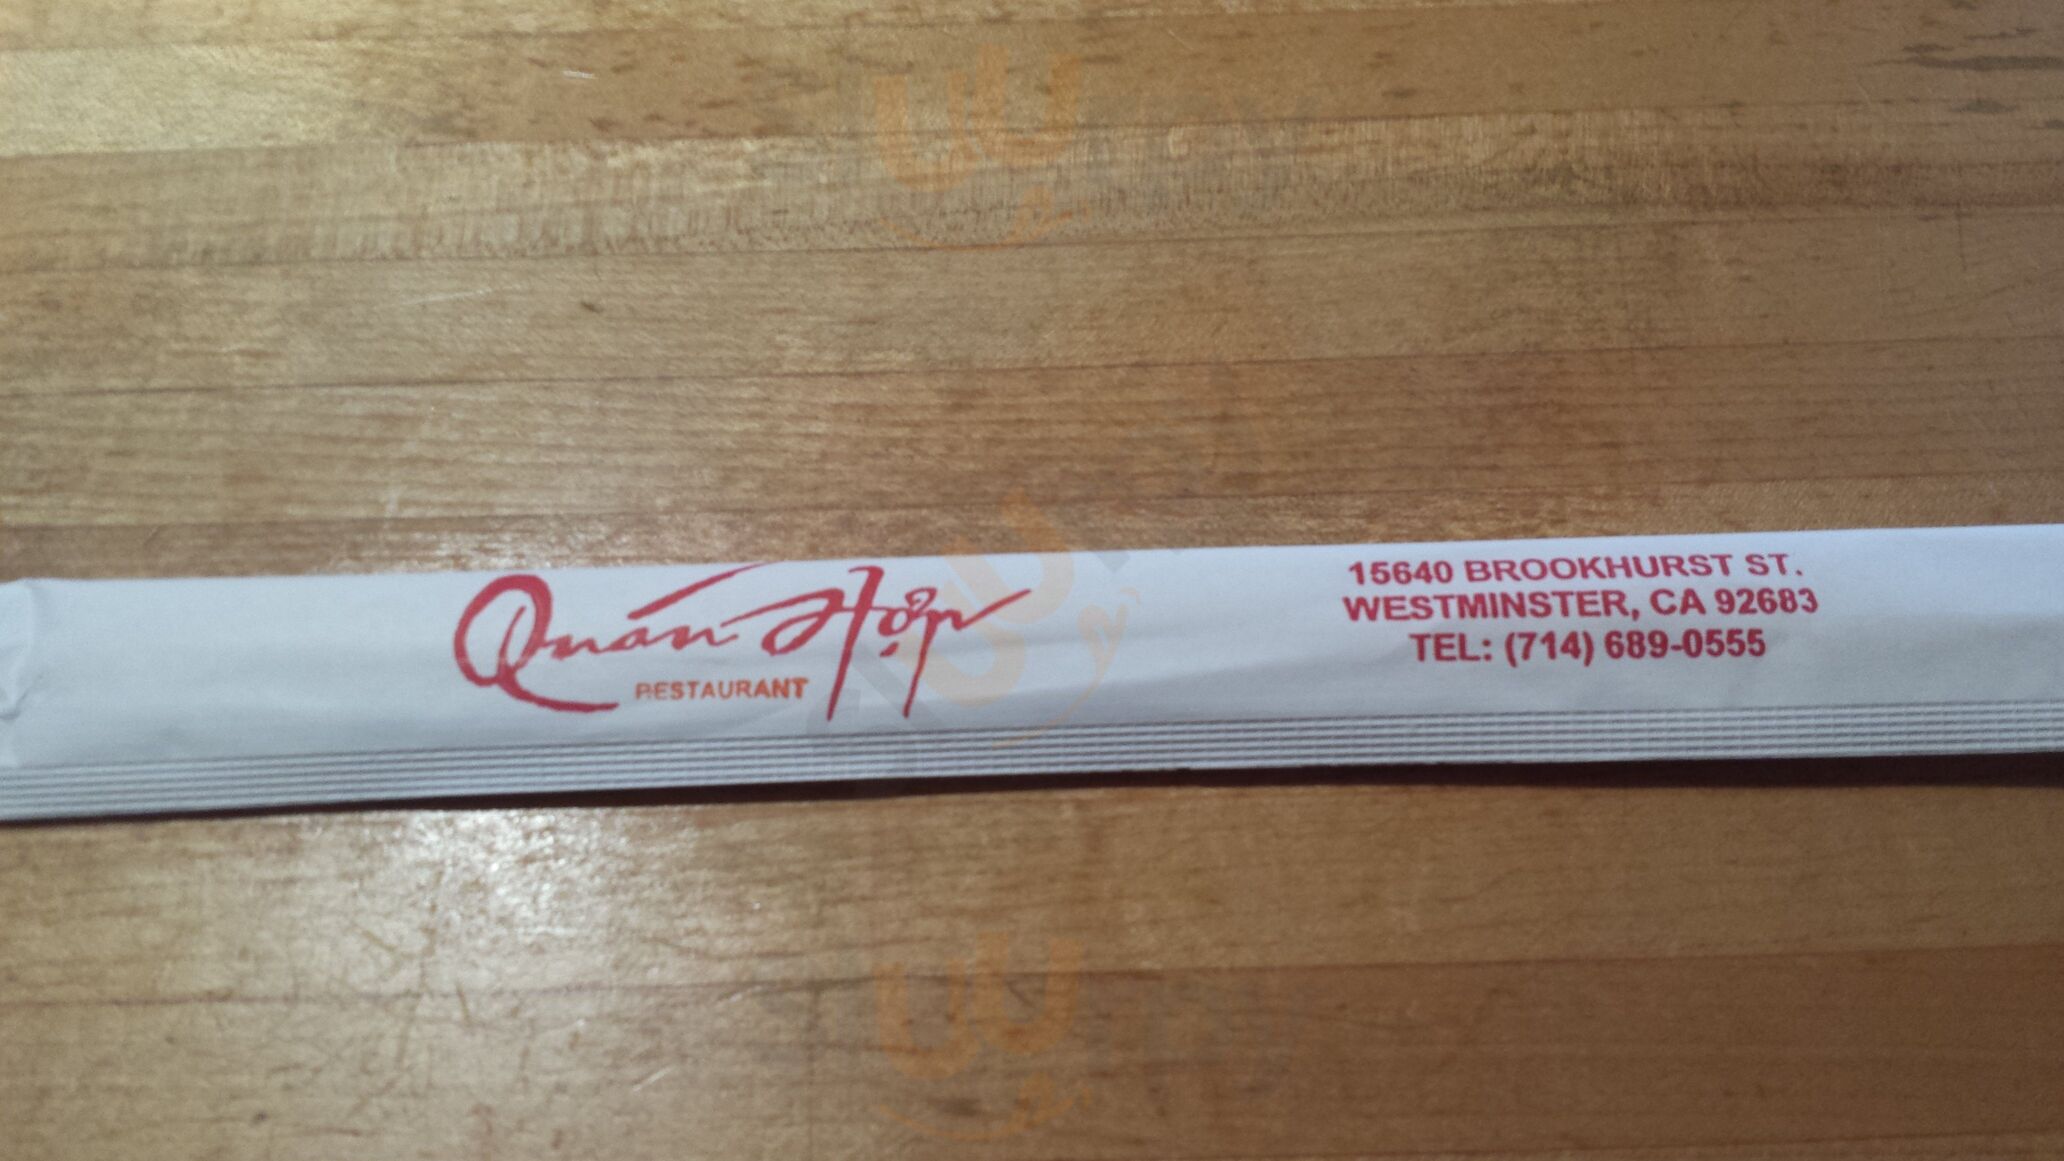 Quán Hợp
RESTAURANT
15640 BROOKHURST ST.
WESTMINSTER, CA 92683
TEL: (714) 689-0555